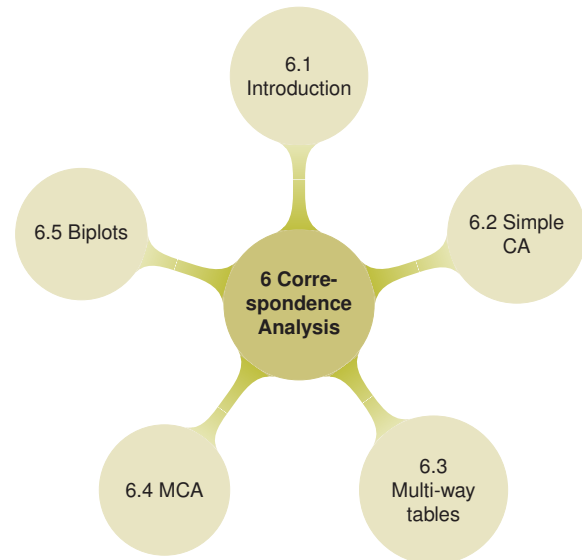 6.1
Introduction
6.2 Simple
CA
6.3
Multi-way
tables
6.4 MCA
6.5 Biplots
6 Corre-
spondence
Analysis